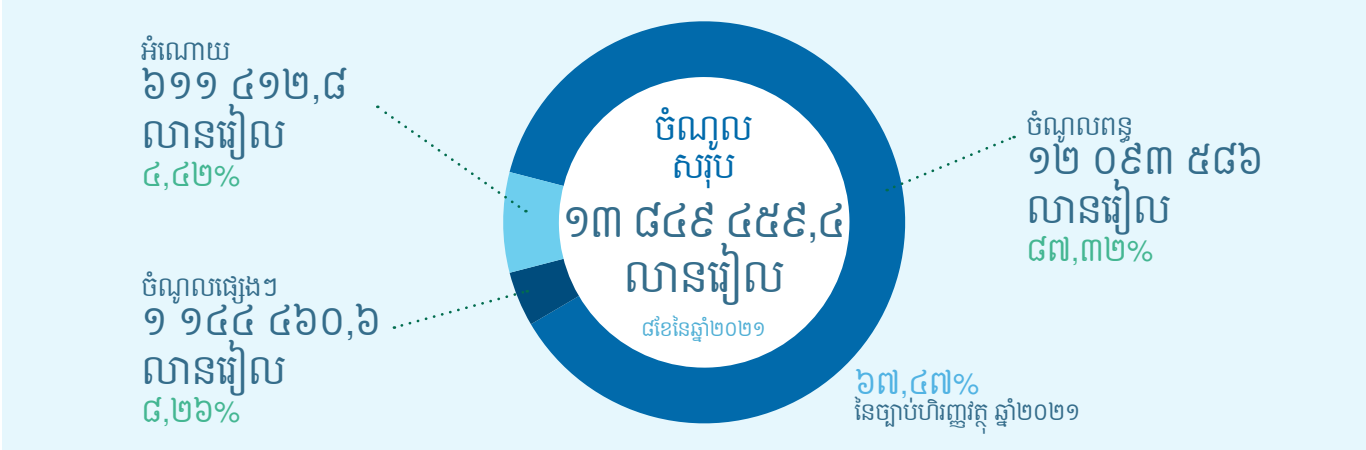 អំណោយ
៦១១ ៤១២,៨
លានរៀល
៤,៤២%
ចំណូលផ្សេងៗ
១ ១៤៤ ៤៦០,៦
លានរៀល
៨,២៦%
ចំណូល
សរុប
១៣ ៨៤៩ ៤៥៩,៤
លានរៀល
៨ខែនៃឆ្នាំ២០២១
ចំណូលពន្ធ
១២ ០៩៣ ៥៨៦
លានរៀល
៨៧,៣២%
៦៧,៤៧%
នៃច្បាប់ហិរញ្ញវត្ថុ ឆ្នាំ២០២១